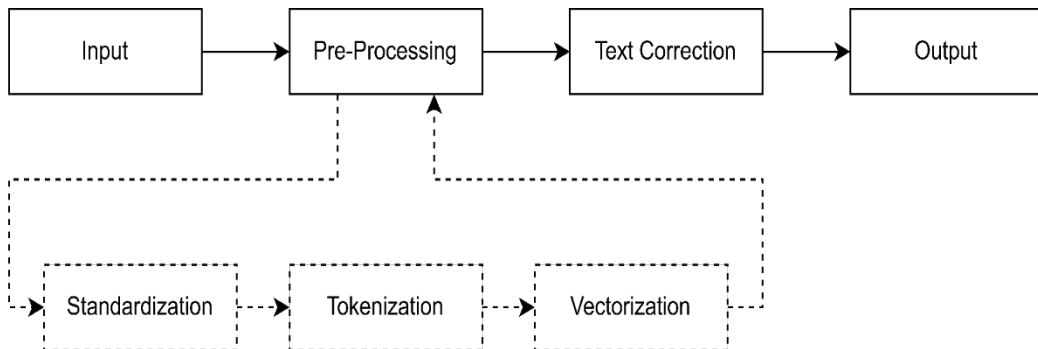 Input
Pre-Processing
Text Correction
Output
Standardization
Tokenization
Vectorization